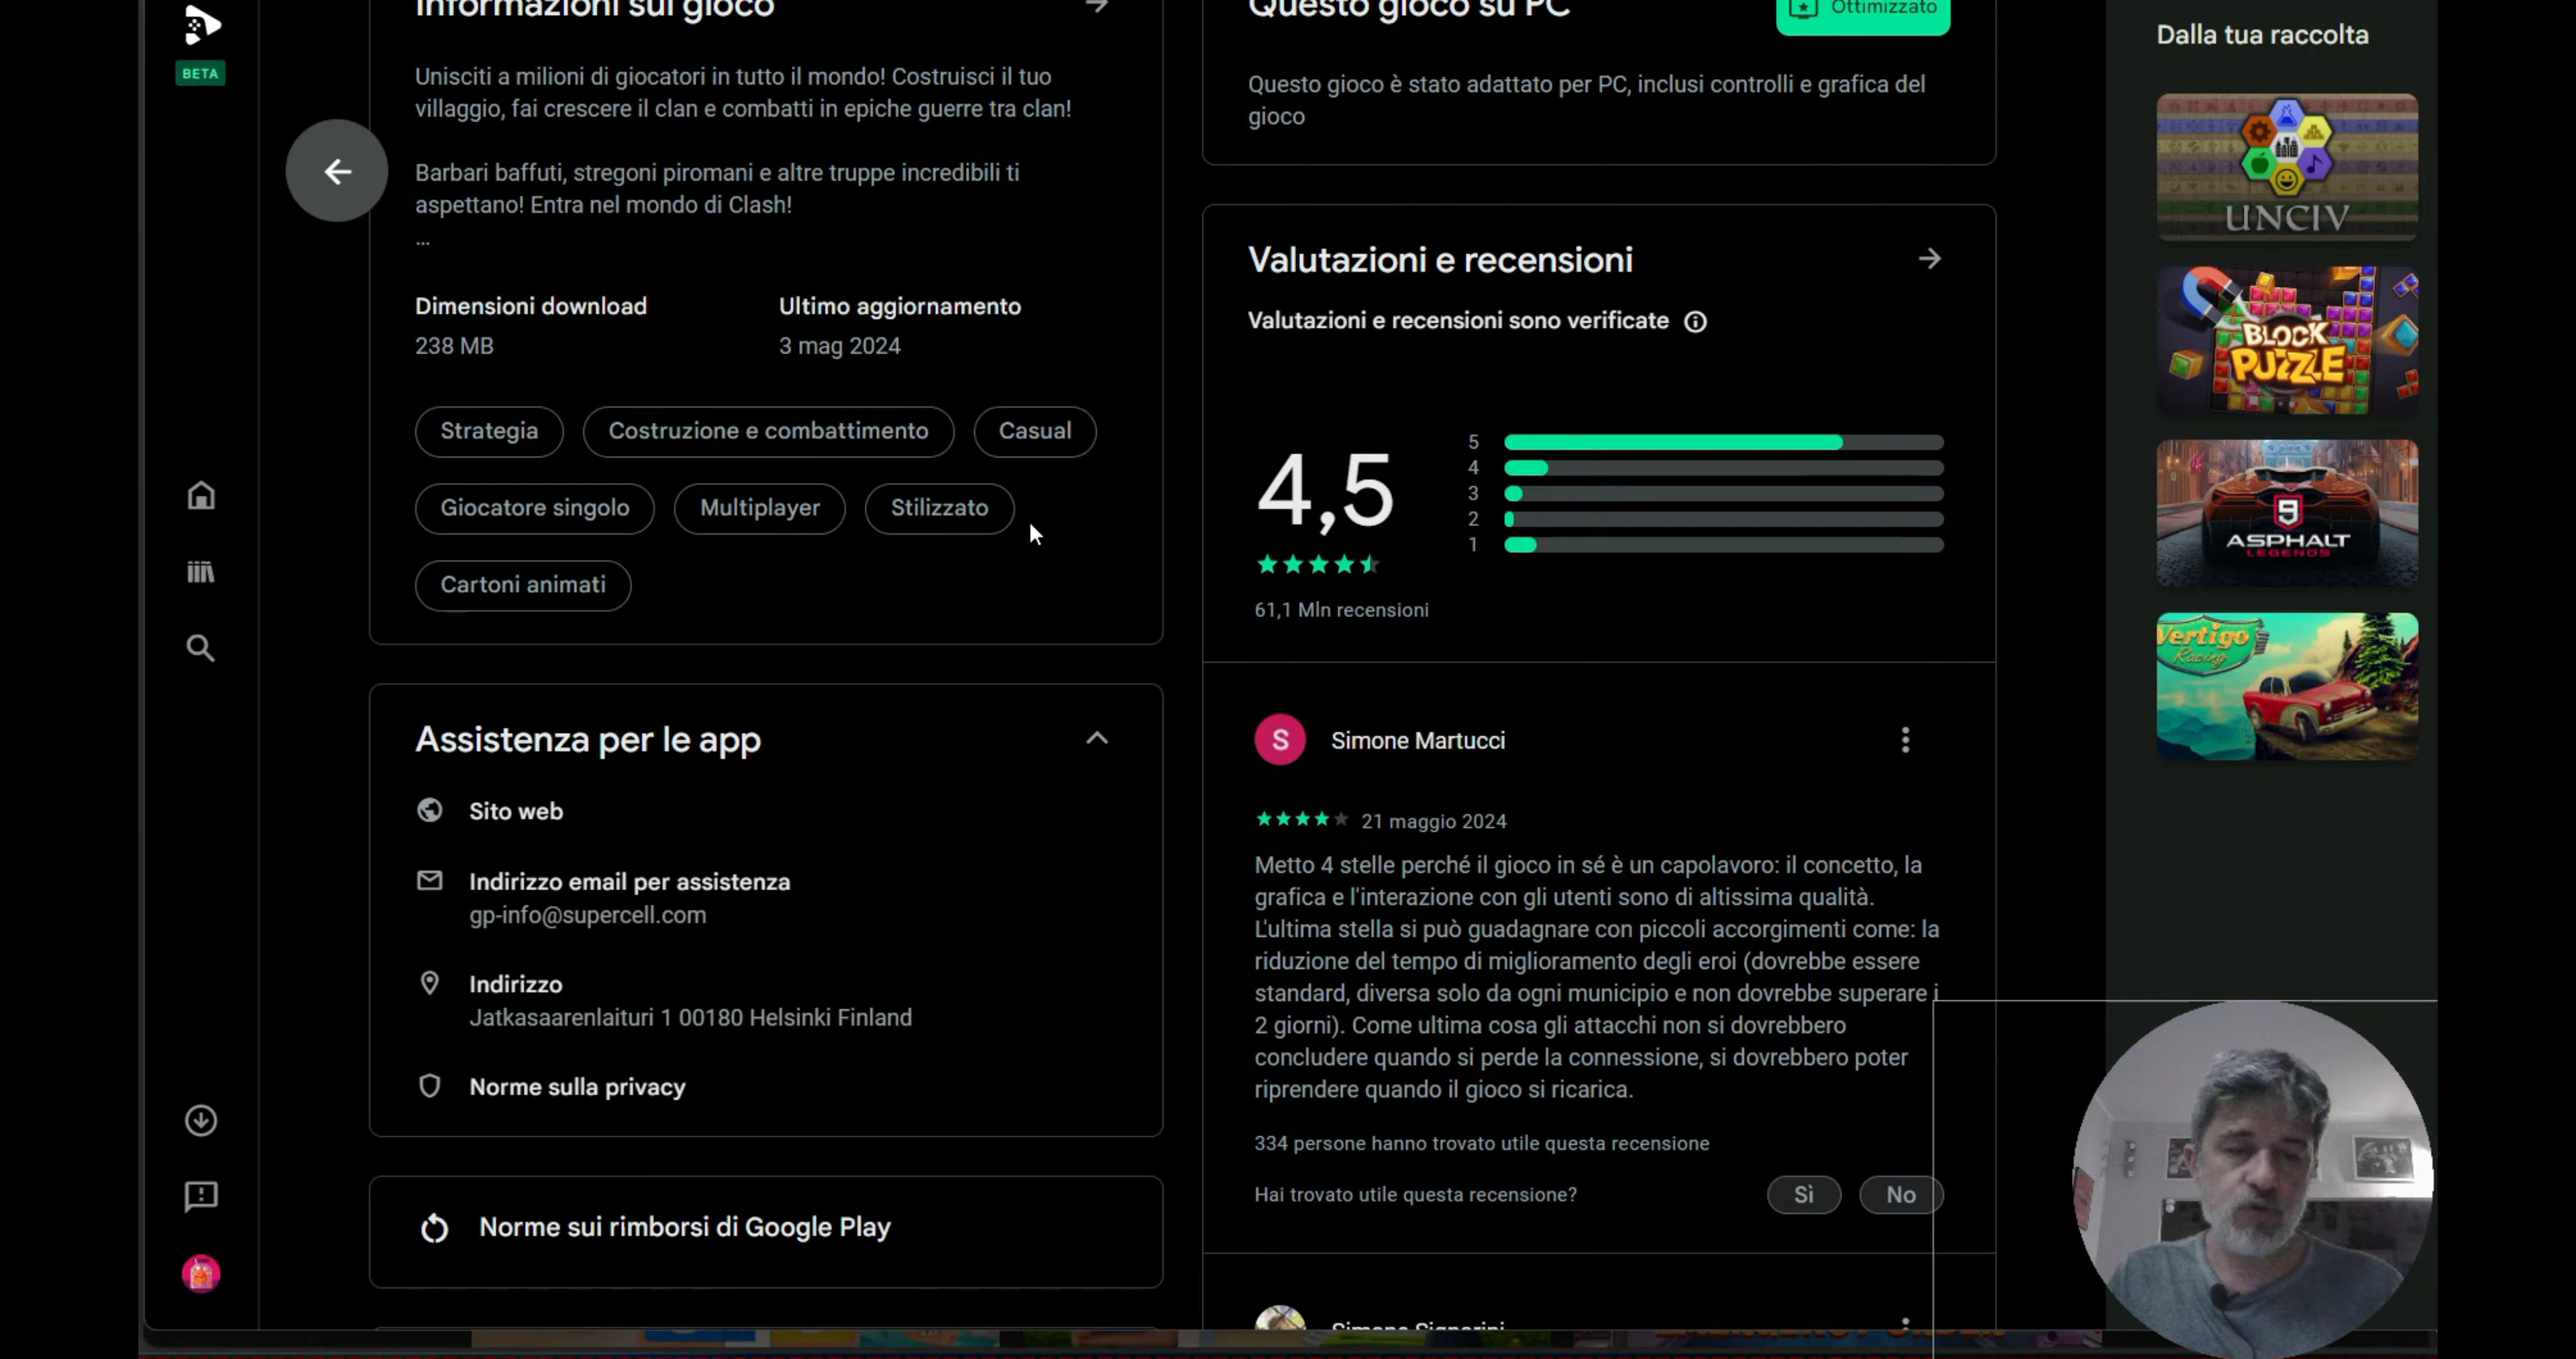 BETA
Informazioni sul gioco
Unisciti a milioni di giocatori in tutto il mondo! Costruisci il tuo
villaggio, fai crescere il clan e combatti in epiche guerre tra clan!
Barbari baffuti, stregoni piromani e altre truppe incredibili ti
aspettano! Entra nel mondo di Clash!
...
Dimensioni download
238 MB
Ultimo aggiornamento
3 mag 2024
Strategia
Costruzione e combattimento
Casual
Giocatore singolo
Multiplayer
Stilizzato
Cartoni animati
Assistenza per le app
Sito web
Indirizzo email per assistenza
gp-info@supercell.com
Indirizzo
Jatkasaarenlaituri 1 00180 Helsinki Finland
Norme sulla privacy
Norme sui rimborsi di Google Play
Questo gioco su PC
Ottimizzato
Questo gioco è stato adattato per PC, inclusi controlli e grafica del
gioco
Valutazioni e recensioni
Valutazioni e recensioni sono verificate
4,5
61,1 Mln recensioni
5
4
3
2
1
S
Simone Martucci
21 maggio 2024
Metto 4 stelle perché il gioco in sé è un capolavoro: il concetto, la
grafica e l'interazione con gli utenti sono di altissima qualità.
L'ultima stella si può guadagnare con piccoli accorgimenti come: la
riduzione del tempo di miglioramento degli eroi (dovrebbe essere
standard, diversa solo da ogni municipio e non dovrebbe superare i
2 giorni). Come ultima cosa gli attacchi non si dovrebbero
concludere quando si perde la connessione, si dovrebbero poter
riprendere quando il gioco si ricarica.
334 persone hanno trovato utile questa recensione
Hai trovato utile questa recensione?
Sì
No
Simone Signorini
Dalla tua raccolta
UNCIV
BLOCK
PUZZLE
9
ASPHALT
LEGENDS
Vertigo
Racing